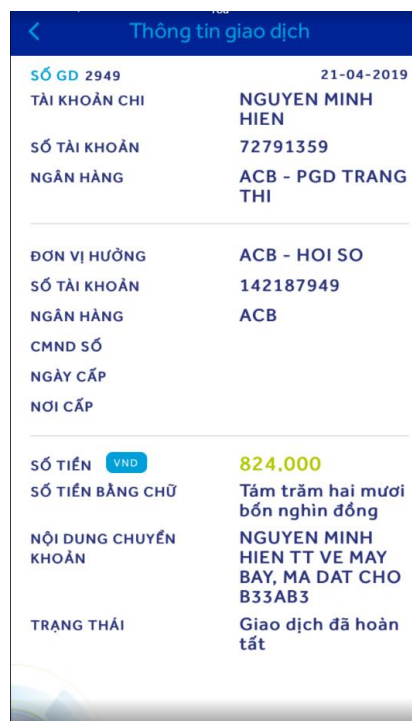 Thông tin giao dịch
SỐ GD 2949 21-04-2019
TÀI KHOẢN CHI NGUYEN MINH
HIEN
SỐ TÀI KHOẢN 72791359
NGÂN HÀNG ACB - PGD TRANG
THI
ĐƠN VỊ HƯỞNG ACB - HOI SO
SỐ TÀI KHOẢN 142187949
NGÂN HÀNG ACB
CMND SỐ
NGÀY CẤP
NƠI CẤP
SỐ TIỀN VND 824,000
SỐ TIỀN BẰNG CHỮ Tám trăm hai mươi
bốn nghìn đồng
NỘI DUNG CHUYỂN NGUYEN MINH
KHOẢN HIEN TT VE MAY
BAY, MA DAT CHO
B33AB3
TRẠNG THÁI Giao dịch đã hoàn
tất